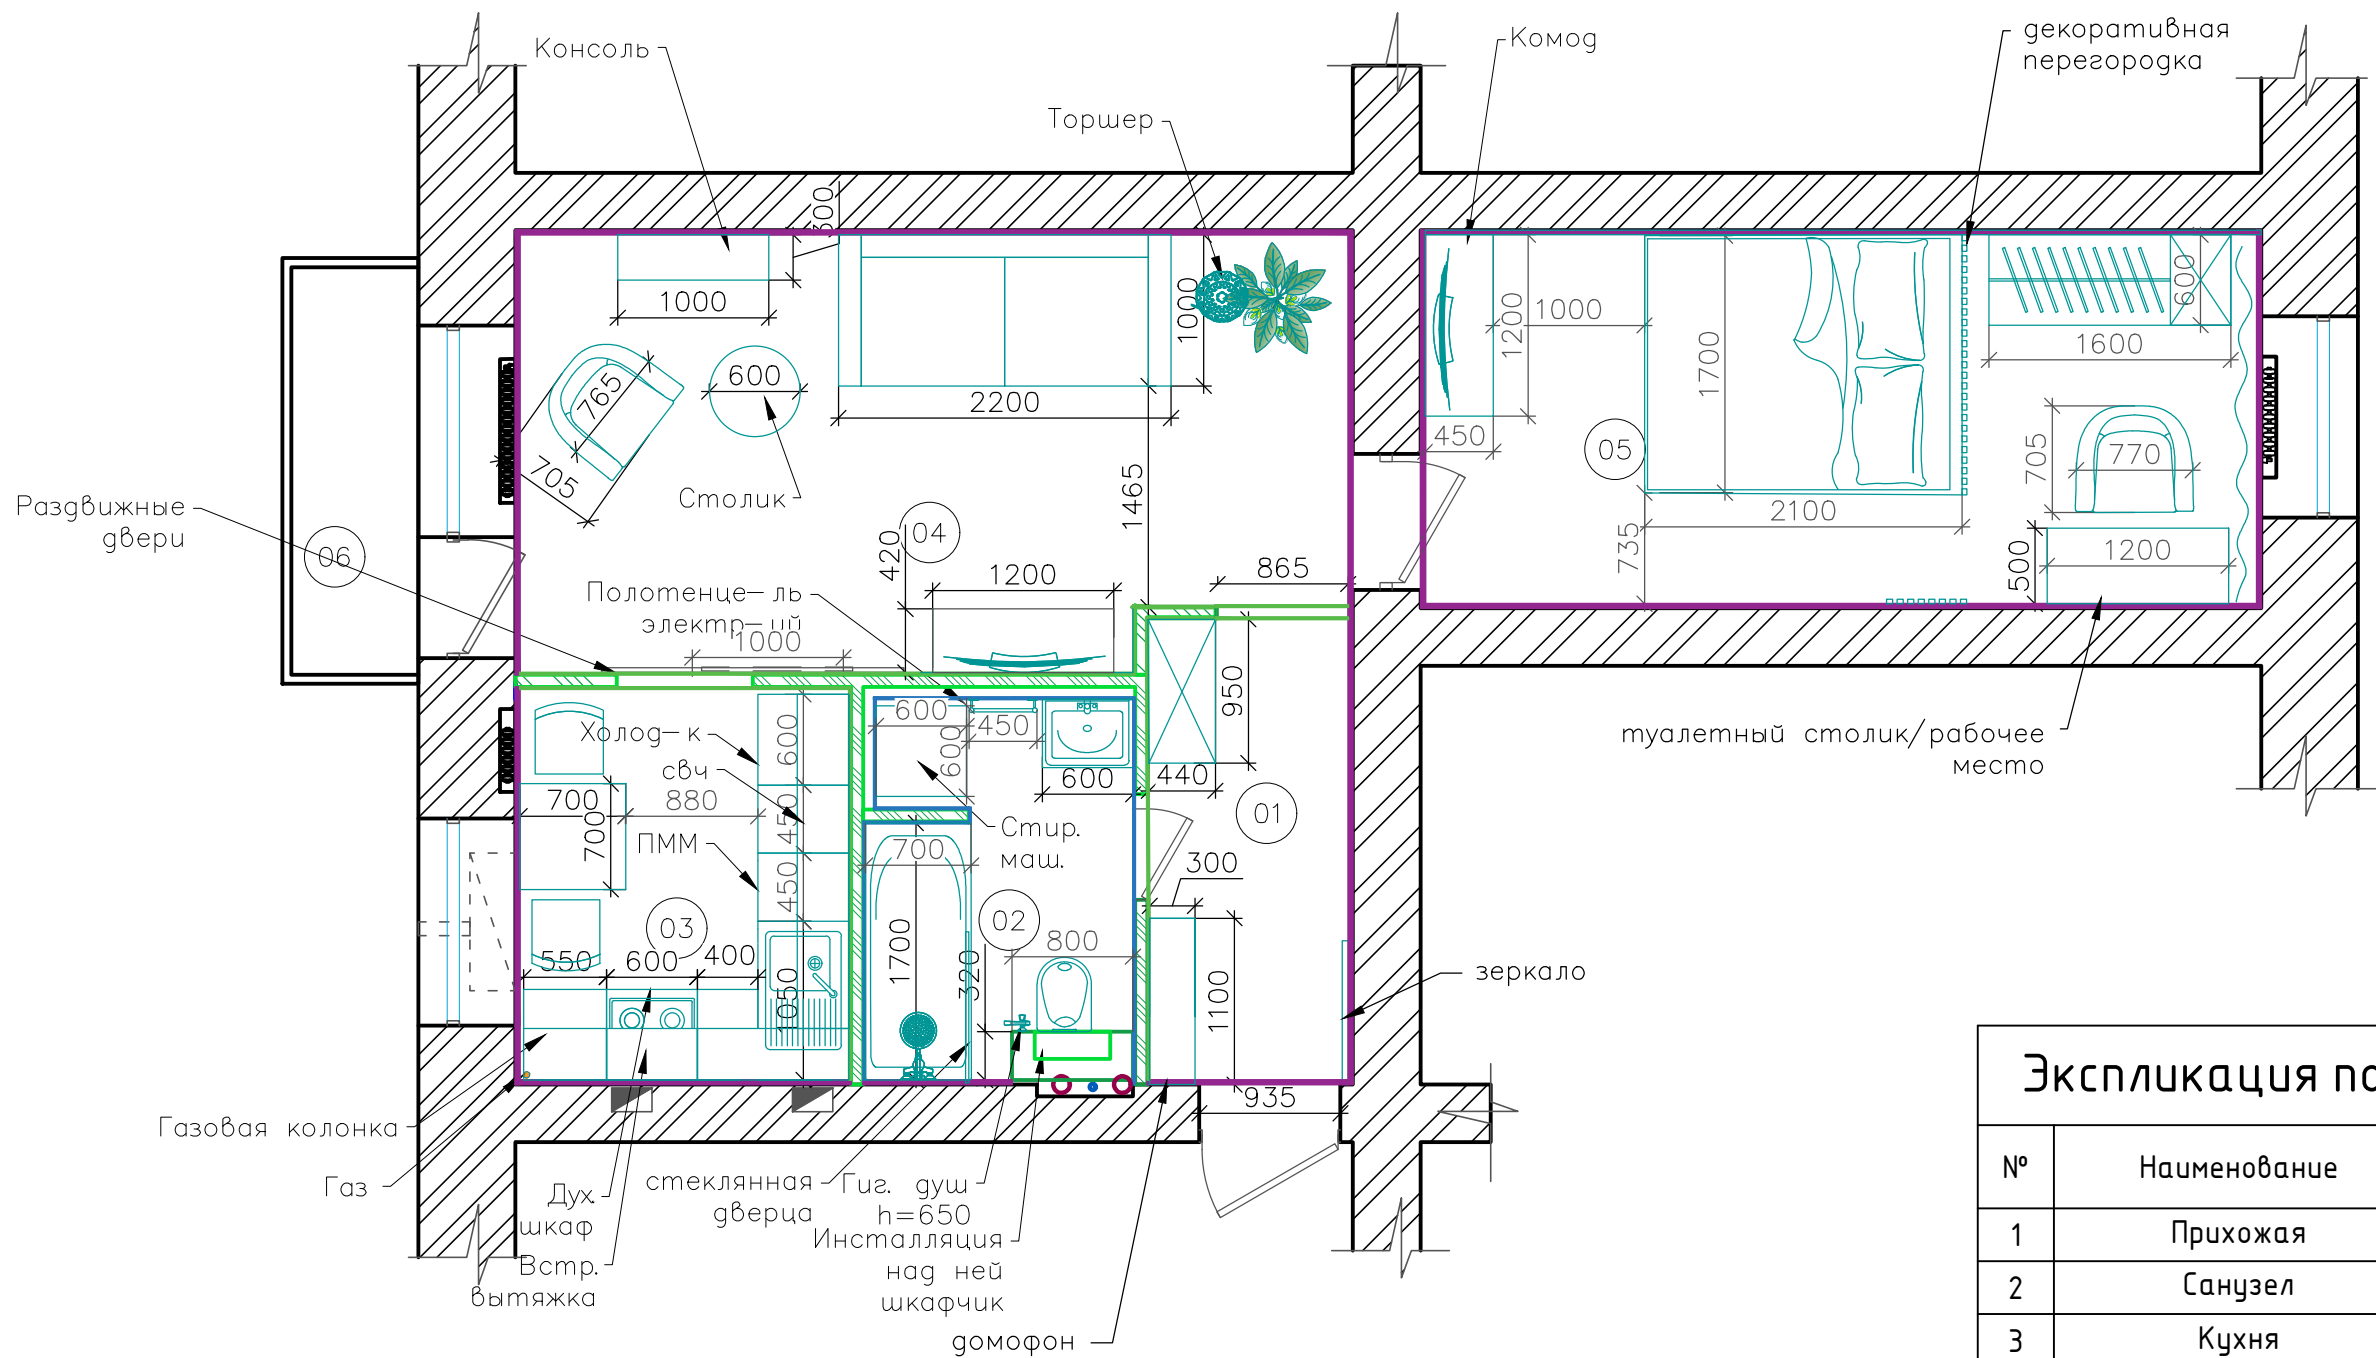 Консоль
Комод
декоративная
перегородка
Торшер
300
1000
1000
600
765
705
2200
Столик
1000
1200
450
1700
1000
600
1600
05
705
770
2100
735
500
1200
Раздвижные
двери
06
04
1465
420
1200
865
Полотенце- ль
электр- ий
1000
туалетный столик/рабочее
место
Холод- к
свч
ПММ
600
450
450
1050
700
880
700
03
550
600
400
600
600
450
600
440
950
01
Стир.
маш.
700
1700
02
800
320
300
1100
зеркало
935
Газовая колонка
Газ
Дух.
шкаф
Встр.
вытяжка
стеклянная
дверца
Гиг. душ
h=650
Инсталляция
над ней
шкафчик
домофон
Экспликация по
№ Наименование
1 Прихожая
2 Санузел
3 Кухня